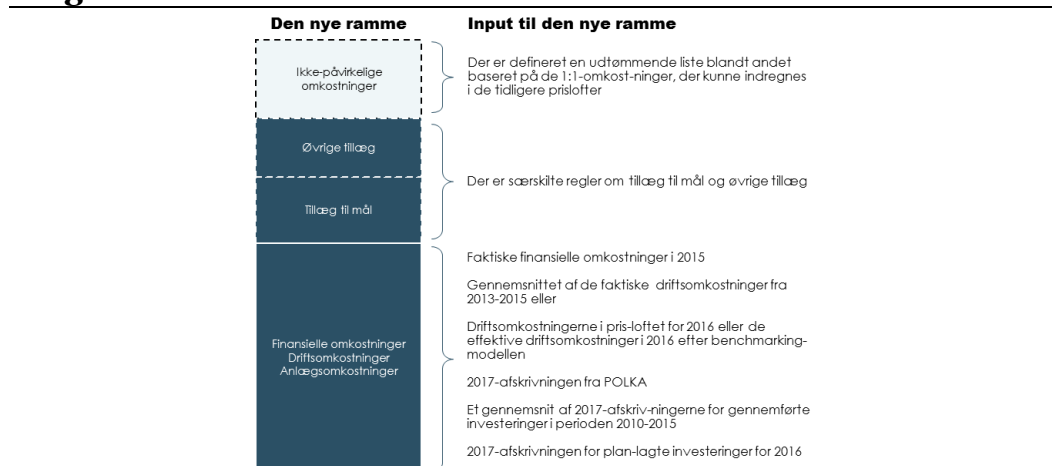 Den nye ramme
Input til den nye ramme
Ikke-påvirkelige
omkostninger
Der er defineret en udtømmende liste blandt andet
baseret på de 1:1-omkost-ninger, der kunne indregnes
i de tidligere prislofter
Øvrige tillæg
Tillæg til mål
Der er særskilte regler om tillæg til mål og øvrige tillæg
Finansielle omkostninger
Driftsomkostninger
Anlægsomkostninger
Faktiske finansielle omkostninger i 2015
Gennemsnittet af de faktiske driftsomkostninger fra
2013-2015 eller
Driftsomkostningerne i pris-loftet for 2016 eller de
effektive driftsomkostninger i 2016 efter benchmarking-
modellen
2017-afskrivningen fra POLKA
Et gennemsnit af 2017-afskriv-ningerne for gennemførte
investeringer i perioden 2010-2015
2017-afskrivningen for plan-lagte investeringer for 2016